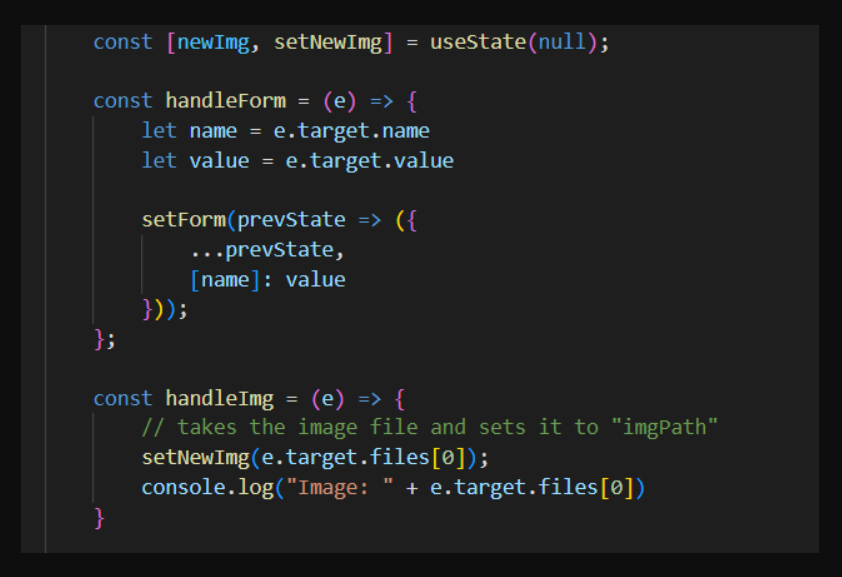 const [newImg, setNewImg] = useState(null);
const handleForm = (e) => {
let name = e.target.name
let value = e.target.value
setForm(prevState => ({
...prevState,
[name]: value
}));
};
const handleImg = (e) => {
// takes the image file and sets it to "imgPath"
setNewImg(e.target.files[0]);
console.log("Image: " + e.target.files[0])
}